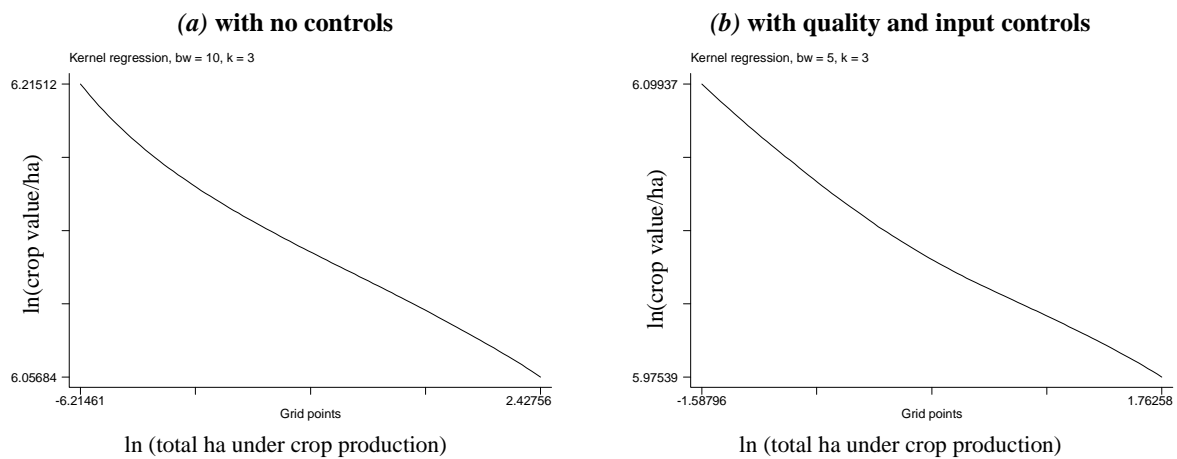 (a) with no controls
Kernel regression, bw = 10, k = 3
6.21512
ln(crop value/ha)
6.05684
-6.21461
2.42756
Grid points
ln (total ha under crop production)
(b) with quality and input controls
Kernel regression, bw = 5, k = 3
6.09937
ln(crop value/ha)
5.97539
-1.58796
1.76258
Grid points
ln (total ha under crop production)